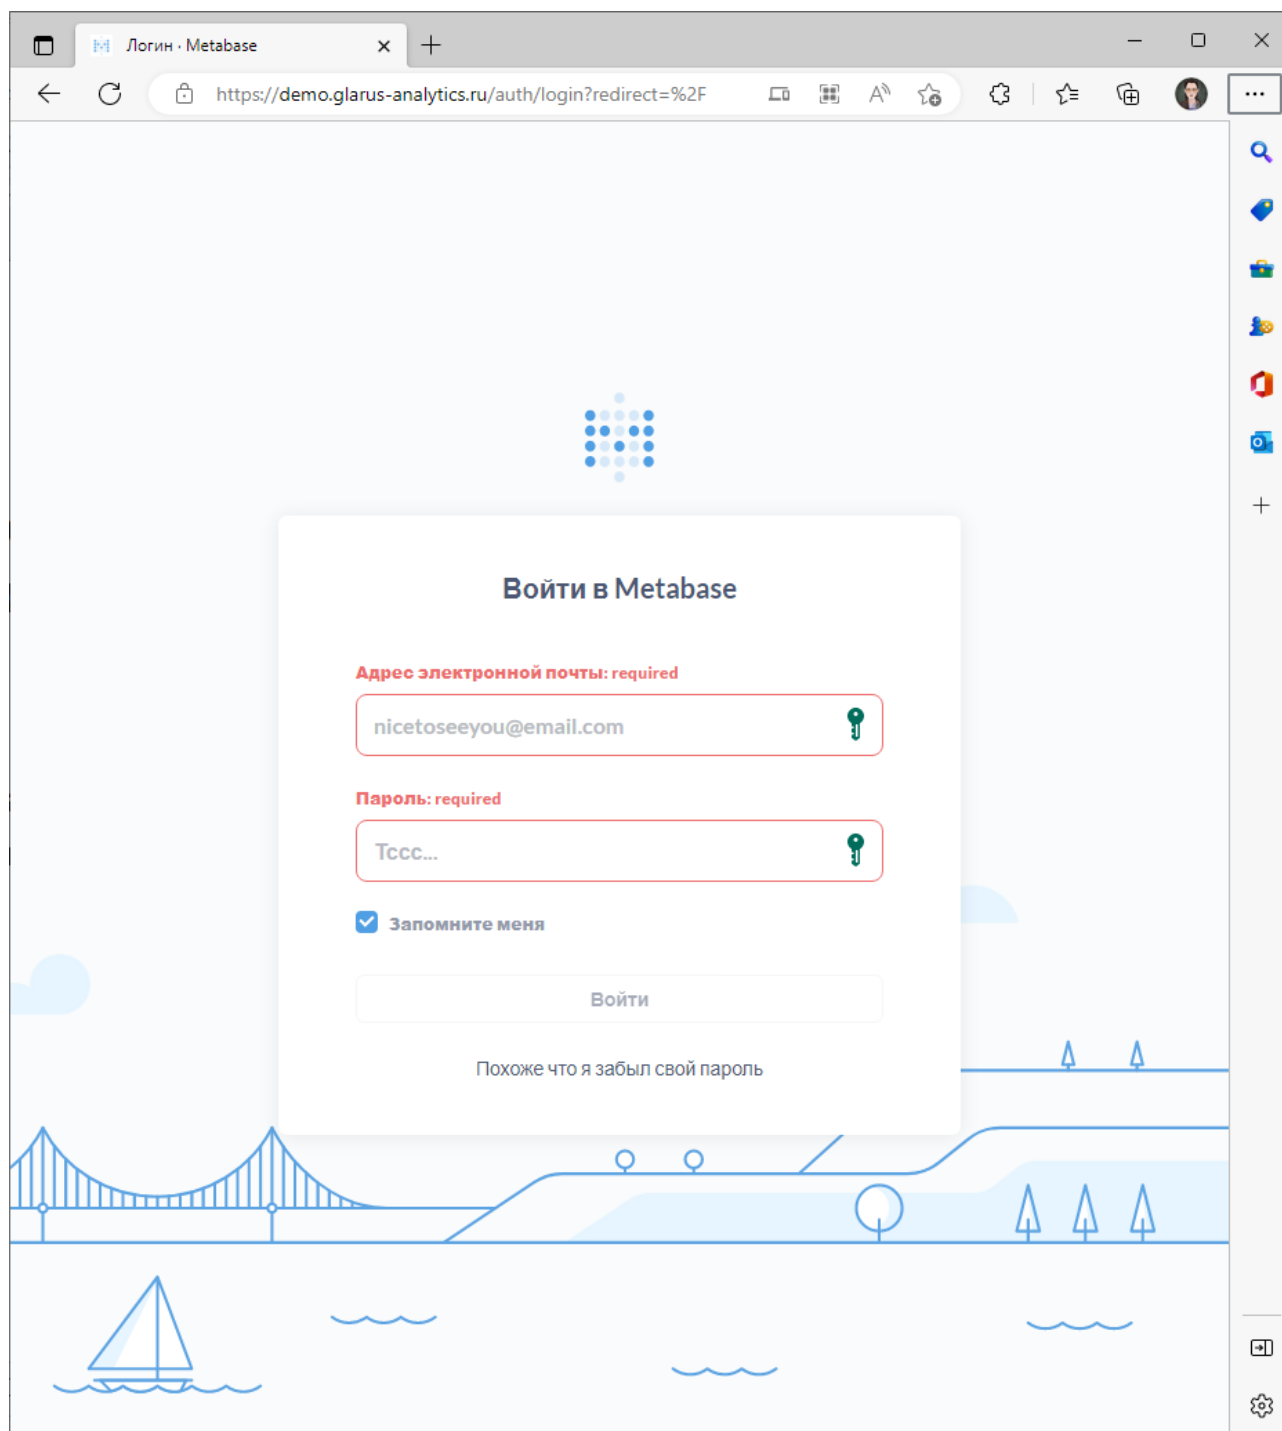 Логин · Metabase
https://demo.glarus-analytics.ru/auth/login?redirect=%2F
Войти в Metabase
Адрес электронной почты: required
nicetoseeyou@email.com
Пароль: required
Тссс...
Запомните меня
Войти
Похоже что я забыл свой пароль